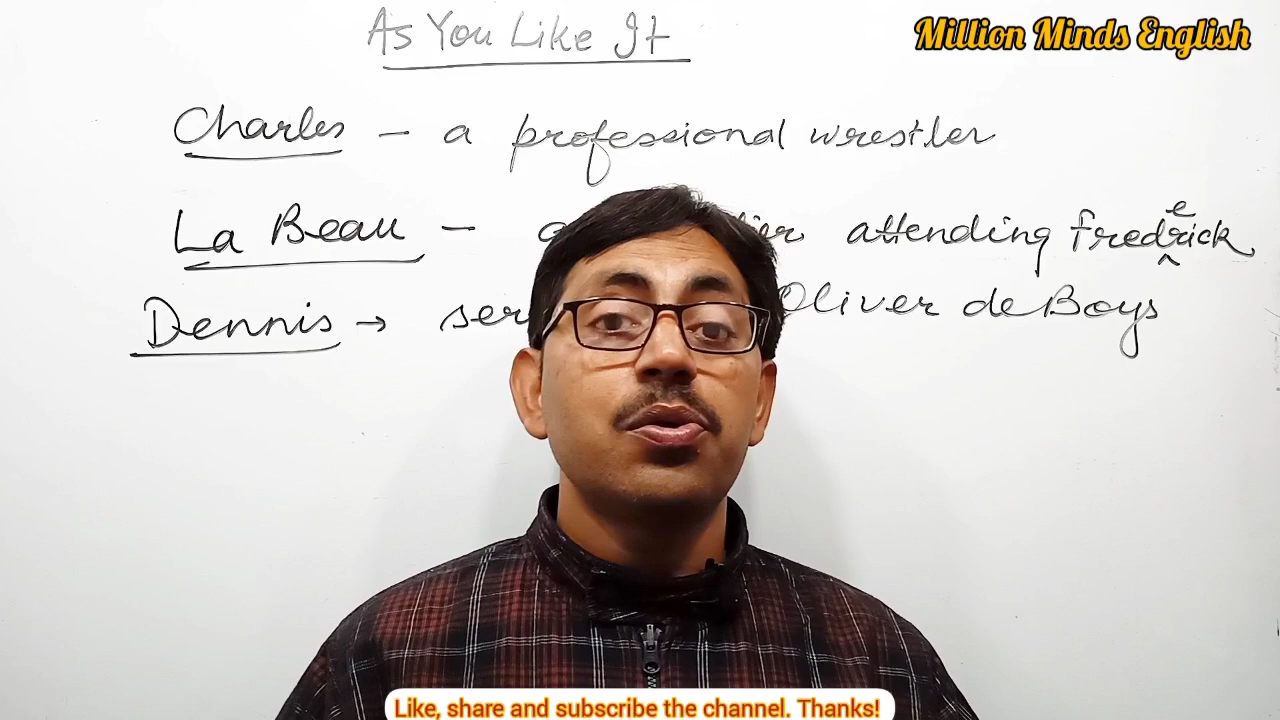 As You Like It
Million Minds English
Charles – a professional wrestler
La Beau – attending Frederick
Dennis → Oliver de Boys
Like, share and subscribe the channel. Thanks!